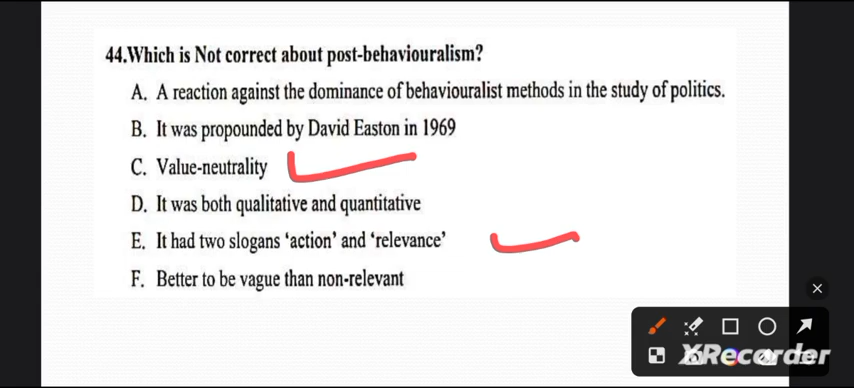 44.Which is Not correct about post-behaviouralism?
A. A reaction against the dominance of behaviouralist methods in the study of politics.
B. It was propounded by David Easton in 1969
C. Value-neutrality
D. It was both qualitative and quantitative
E. It had two slogans ‘action’ and ‘relevance’
F. Better to be vague than non-relevant
XRecorder